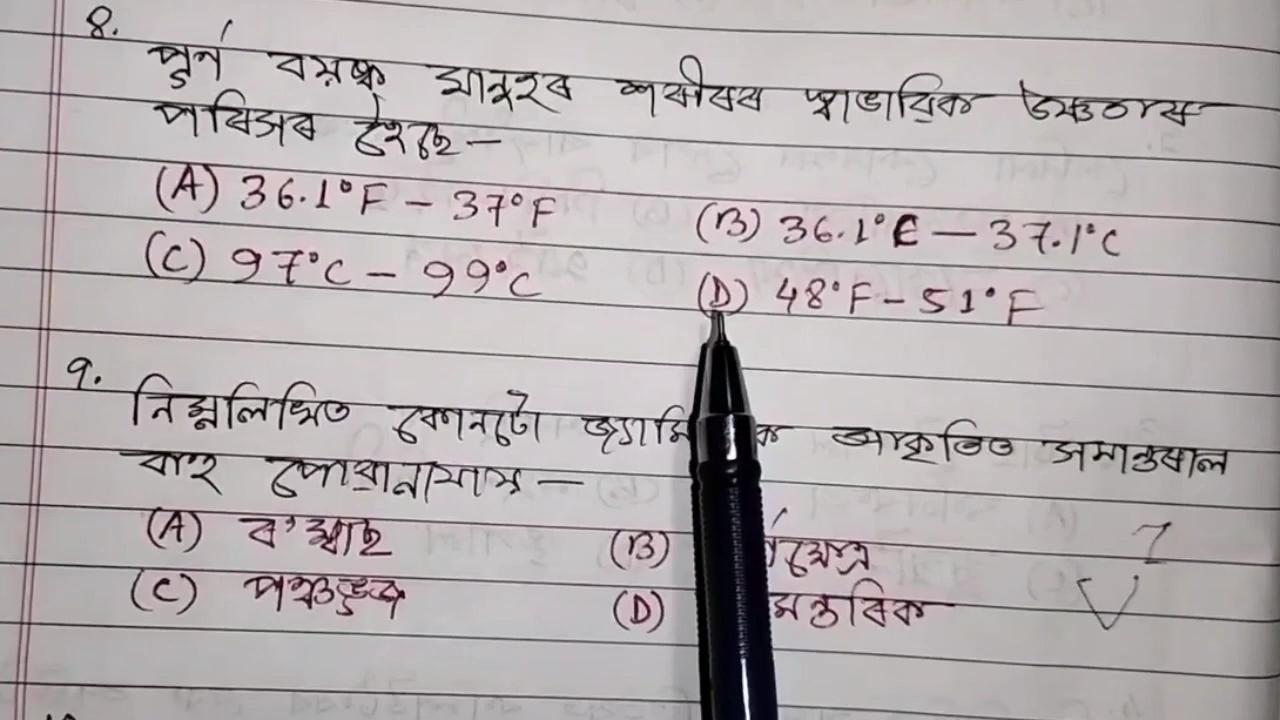 8. পূৰ্ণ বয়স্ক মানুহৰ শৰীৰৰ স্বাভাৱিক উষ্ণতাৰ
পৰিসৰ হৈছে—
(A) 36.1°F – 37°F (B) 36.1°C — 37.1°C
(C) 97°C – 99°C (D) 48°F – 51°F
9. নিম্নলিখিত কোনটো আকৃতিত সমান্তৰাল
বাহু পোৱানাযায়—
(A) ৰ'ম্বাছ (B)
(C) পঞ্চভুজ (D)